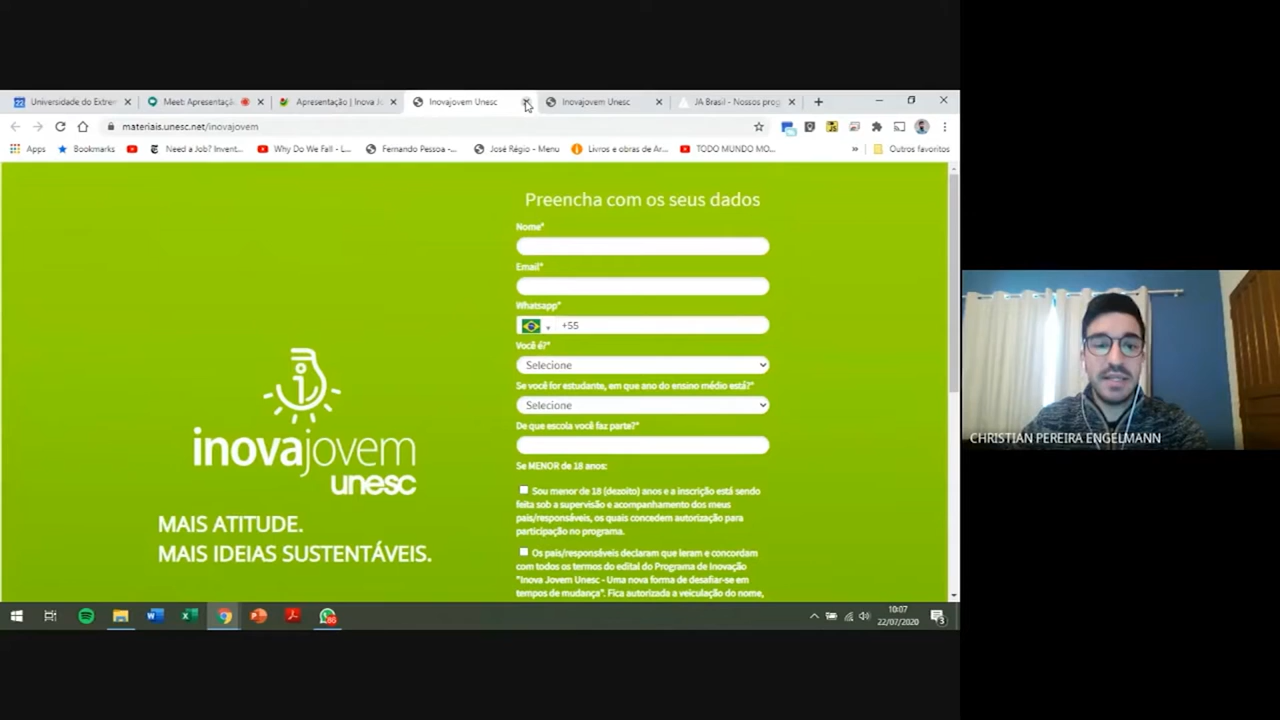 Universidade do Extrem
Meet: Apresentação
Apresentação | Inova Jo
Inovajovem Unesc
Inovajovem Unesc
JA Brasil - Nossos prog
materiais.unesc.net/inovajovem
Apps
Bookmarks
Need a Job? Invent...
Why Do We Fall - L...
Fernando Pessoa -...
José Régio - Menu
Livros e obras de Ar...
TODO MUNDO MO...
»
Outros favoritos
Preencha com os seus dados
Nome*
Email*
Whatsapp*
+55
Você é?*
Selecione
Se você for estudante, em que ano do ensino médio está?*
Selecione
De que escola você faz parte?*
Se MENOR de 18 anos:
Sou menor de 18 (dezoito) anos e a inscrição está sendo
feita sob a supervisão e acompanhamento dos meus
pais/responsáveis, os quais concedem autorização para
participação no programa.
Os pais/responsáveis declaram que leram e concordam
com todos os termos do edital do Programa de Inovação
"Inova Jovem Unesc - Uma nova forma de desafiar-se em
tempos de mudança". Fica autorizada a veiculação do nome,
inovajovem
unesc
MAIS ATITUDE.
MAIS IDEIAS SUSTENTÁVEIS.
CHRISTIAN PEREIRA ENGELMANN
10:07
22/07/2020